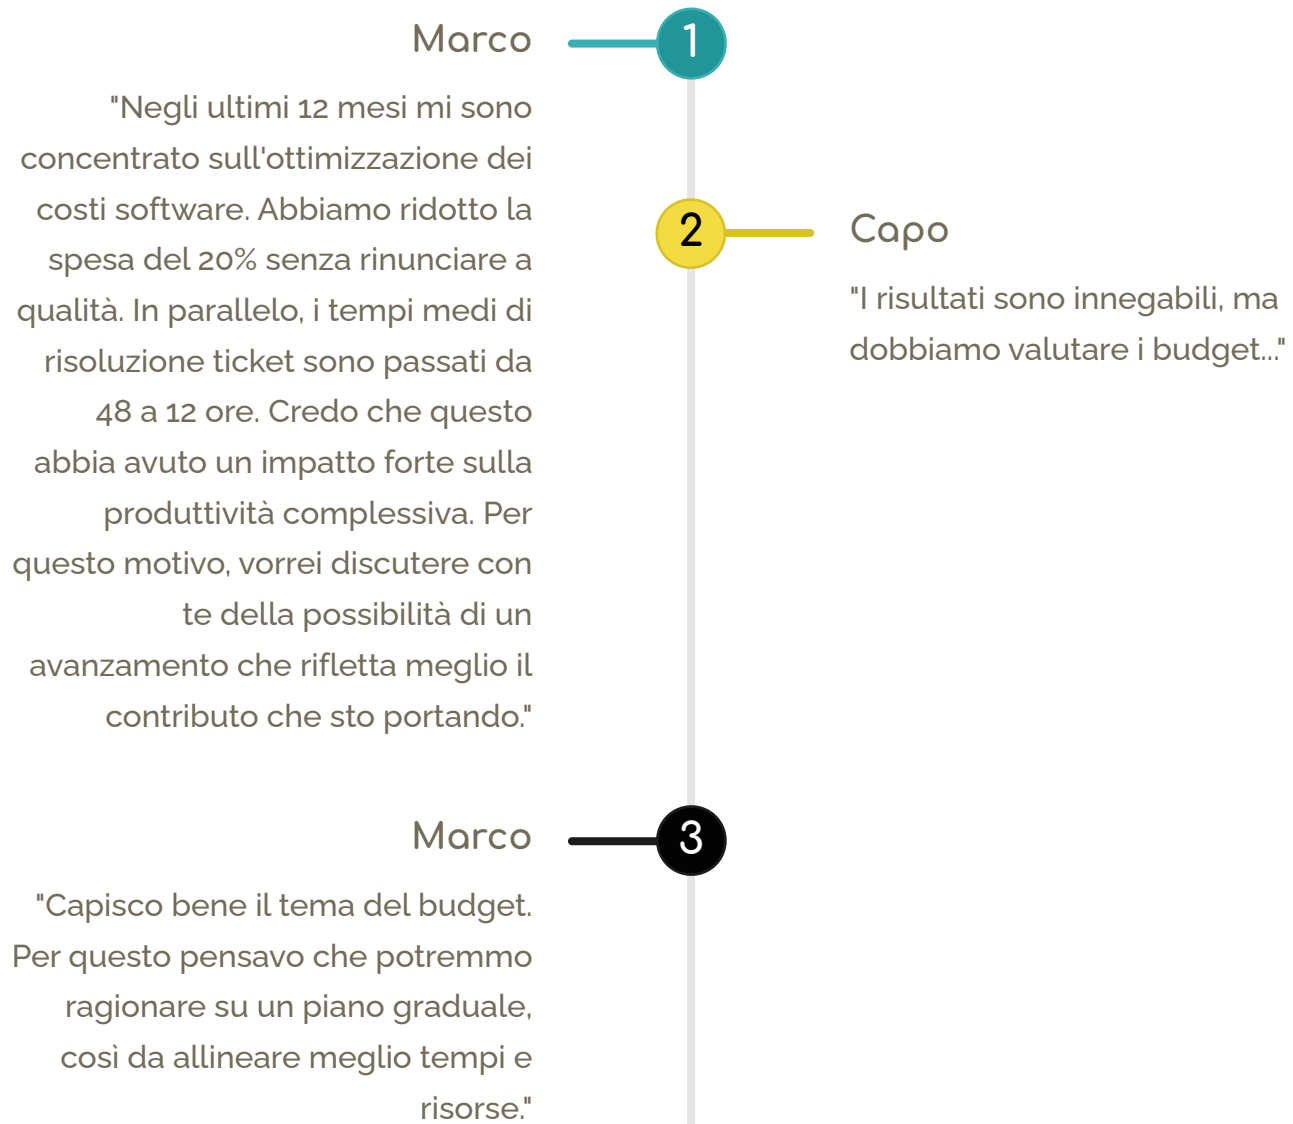 Marco
1
"Negli ultimi 12 mesi mi sono
concentrato sull'ottimizzazione dei
costi software. Abbiamo ridotto la
spesa del 20% senza rinunciare a
qualità. In parallelo, i tempi medi di
risoluzione ticket sono passati da
48 a 12 ore. Credo che questo
abbia avuto un impatto forte sulla
produttività complessiva. Per
questo motivo, vorrei discutere con
te della possibilità di un
avanzamento che rifletta meglio il
contributo che sto portando."
2
Capo
"I risultati sono innegabili, ma
dobbiamo valutare i budget..."
Marco
3
"Capisco bene il tema del budget.
Per questo pensavo che potremmo
ragionare su un piano graduale,
così da allineare meglio tempi e
risorse."